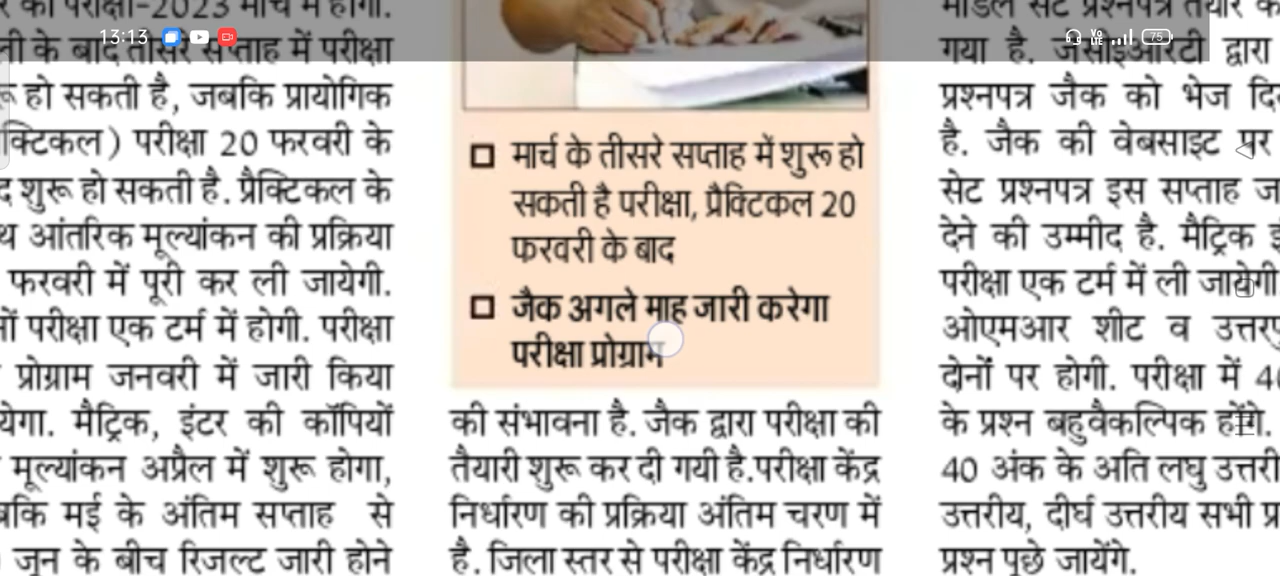 13:13
75
की परीक्षा-2023 मार्च में होगी.
के बाद तीसरे सप्ताह में परीक्षा
हो सकती है, जबकि प्रायोगिक
परीक्षा 20 फरवरी के
शुरू हो सकती है. प्रैक्टिकल के
आंतरिक मूल्यांकन की प्रक्रिया
फरवरी में पूरी कर ली जायेगी.
परीक्षा एक टर्म में होगी. परीक्षा
प्रोग्राम जनवरी में जारी किया
मैट्रिक, इंटर की कॉपियों
मूल्यांकन अप्रैल में शुरू होगा,
मई के अंतिम सप्ताह से
जून के बीच रिजल्ट जारी होने
मार्च के तीसरे सप्ताह में शुरू हो
सकती है परीक्षा, प्रैक्टिकल 20
फरवरी के बाद
जैक अगले माह जारी करेगा
परीक्षा प्रोग्राम
की संभावना है. जैक द्वारा परीक्षा की
तैयारी शुरू कर दी गयी है.परीक्षा केंद्र
निर्धारण की प्रक्रिया अंतिम चरण में
है. जिला स्तर से परीक्षा केंद्र निर्धारण
मॉडल सेट प्रश्नपत्र तैयार
गया है. जेसीइआरटी द्वारा
प्रश्नपत्र जैक को भेज
है. जैक की वेबसाइट पर
सेट प्रश्नपत्र इस सप्ताह
देने की उम्मीद है. मैट्रिक
परीक्षा एक टर्म में ली जायेगी
ओएमआर शीट व
दोनों पर होगी. परीक्षा में
के प्रश्न बहुवैकल्पिक होंगे.
40 अंक के अति लघु उत्तरी
उत्तरीय, दीर्घ उत्तरीय सभी
प्रश्न पूछे जायेंगे.